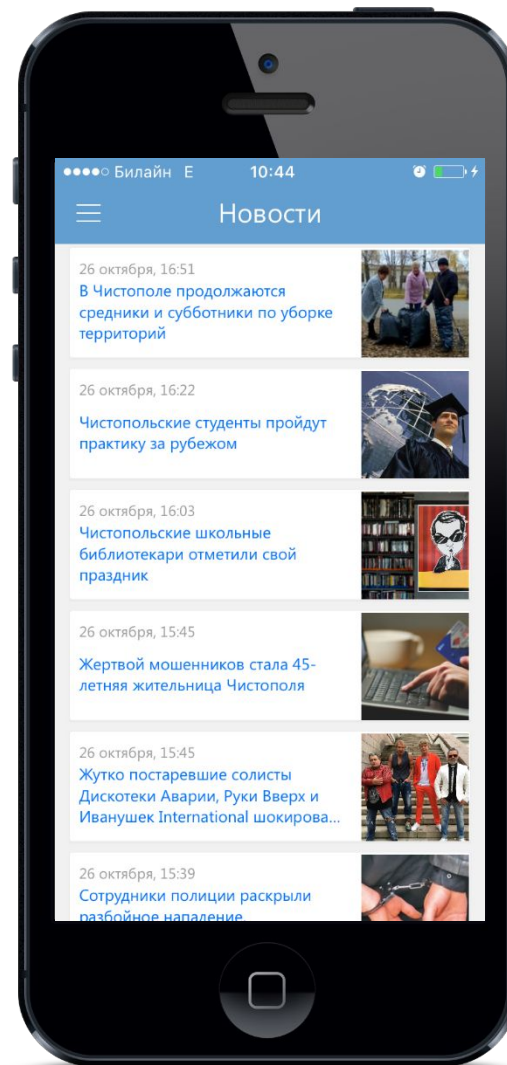 Билайн E 10:44
Новости
26 октября, 16:51
В Чистополе продолжаются
средники и субботники по уборке
территорий
26 октября, 16:22
Чистопольские студенты пройдут
практику за рубежом
26 октября, 16:03
Чистопольские школьные
библиотекари отметили свой
праздник
26 октября, 15:45
Жертвой мошенников стала 45-
летняя жительница Чистополя
26 октября, 15:45
Жутко постаревшие солисты
Дискотеки Аварии, Руки Вверх и
Иванушек International шокирова...
26 октября, 15:39
Сотрудники полиции раскрыли
разбойное нападение